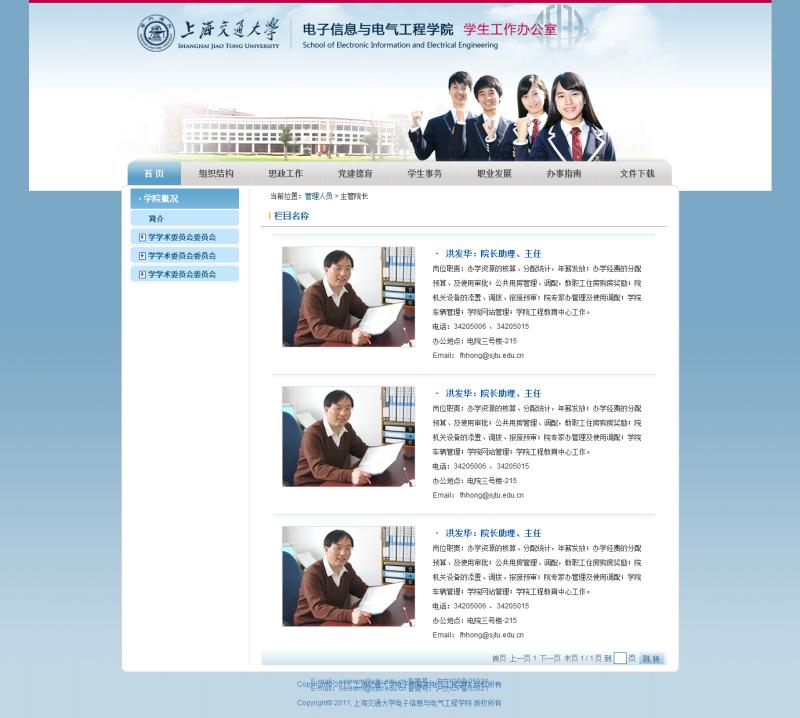 上海交通大学
SHANGHAI JIAO TONG UNIVERSITY
电子信息与电气工程学院 学生工作办公室
School of Electronic Information and Electrical Engineering
首 页 组织结构 思政工作 党建德育 学生事务 职业发展 办事指南 文件下载
· 学院概况
简介
学学术委员会委员会
学学术委员会委员会
学学术委员会委员会
当前位置：管理人员 > 主管院长
栏目名称
· 洪发华：院长助理、主任
岗位职责：办学资源的核算、分配统计，年薪发放；办学经费的分配
预算、及使用审批；公共用房管理、调配，教职工住房购房奖励；院
机关设备的添置、调拨、报废预审；院专家办管理及使用调配；学院
车辆管理；学院网站管理；学院工程教育中心工作。
电话：34205006 、34205015
办公地点：电院三号楼-215
Email： fhhong@sjtu.edu.cn
· 洪发华：院长助理、主任
岗位职责：办学资源的核算、分配统计，年薪发放；办学经费的分配
预算、及使用审批；公共用房管理、调配，教职工住房购房奖励；院
机关设备的添置、调拨、报废预审；院专家办管理及使用调配；学院
车辆管理；学院网站管理；学院工程教育中心工作。
电话：34205006 、34205015
办公地点：电院三号楼-215
Email： fhhong@sjtu.edu.cn
· 洪发华：院长助理、主任
岗位职责：办学资源的核算、分配统计，年薪发放；办学经费的分配
预算、及使用审批；公共用房管理、调配，教职工住房购房奖励；院
机关设备的添置、调拨、报废预审；院专家办管理及使用调配；学院
车辆管理；学院网站管理；学院工程教育中心工作。
电话：34205006 、34205015
办公地点：电院三号楼-215
Email： fhhong@sjtu.edu.cn
首页 上一页 1 下一页 末页 1 / 1 页 到 页 跳 转
Copyright© 2011, 上海交通大学电子信息与电气工程学院 版权所有